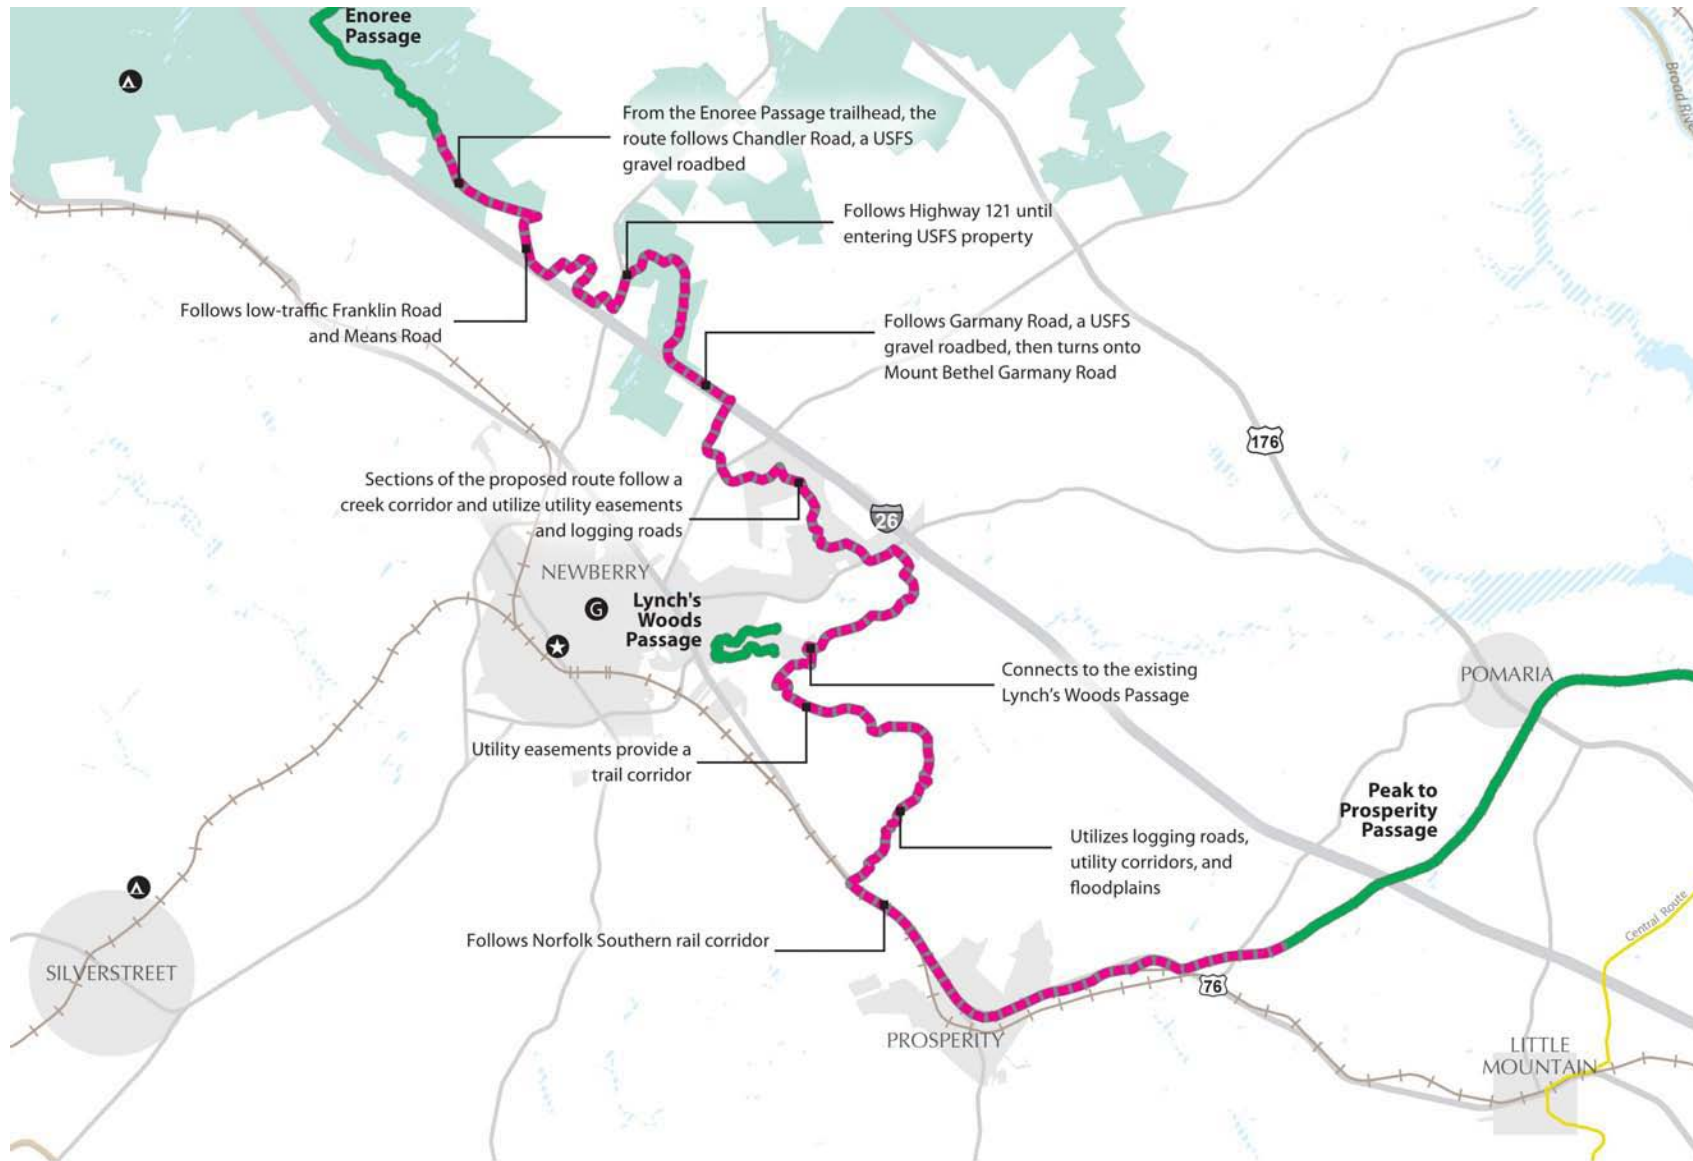 Enoree
Passage
Broad River
From the Enoree Passage trailhead, the
route follows Chandler Road, a USFS
gravel roadbed
Follows Highway 121 until
entering USFS property
Follows low-traffic Franklin Road
and Means Road
Follows Garmany Road, a USFS
gravel roadbed, then turns onto
Mount Bethel Garmany Road
176
Sections of the proposed route follow a
creek corridor and utilize utility easements
and logging roads
26
NEWBERRY
G
Lynch's
Woods
Passage
Connects to the existing
Lynch's Woods Passage
POMARIA
Utility easements provide a
trail corridor
Peak to
Prosperity
Passage
Utilizes logging roads,
utility corridors, and
floodplains
Central Route
Follows Norfolk Southern rail corridor
SILVERSTREET
76
PROSPERITY
LITTLE
MOUNTAIN